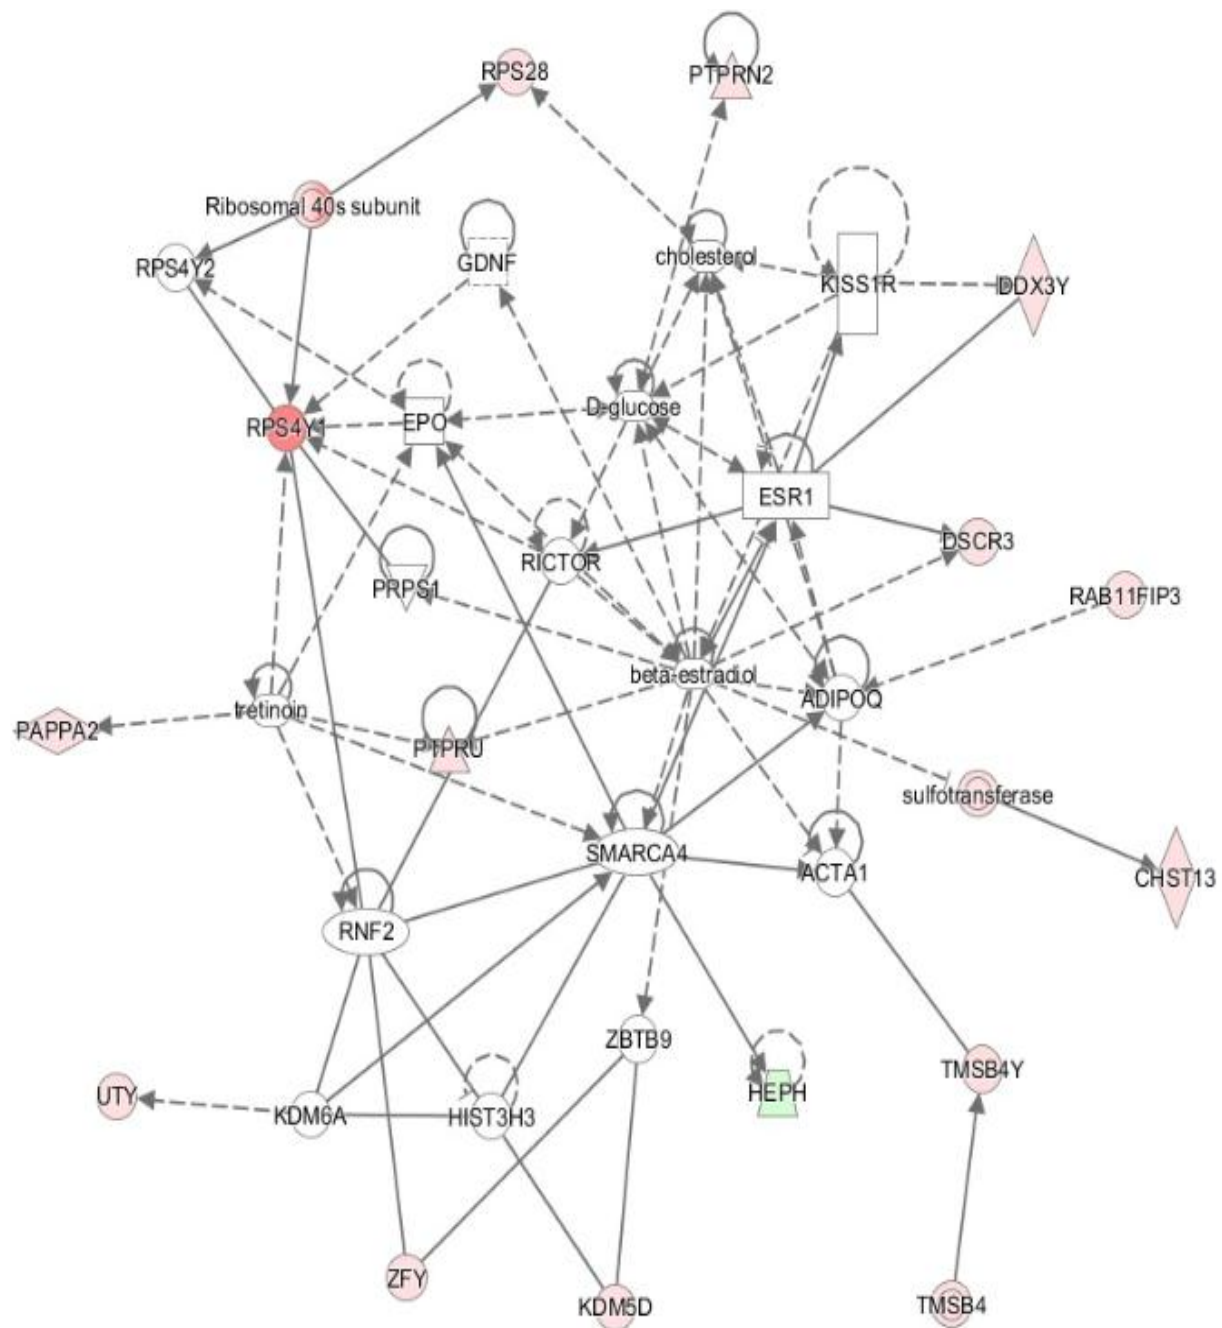 RPS28
PTPRN2
Ribosomal 40s subunit
RPS4Y2
GDNF
cholesterol
KISS1R
DDX3Y
RPS4Y1
EPO
D-glucose
ESR1
DSCR3
RICTOR
PRPS1
RAB11FIP3
beta-estradiol
ADIPOQ
tretinoin
PAPPA2
PTPRU
sulfotransferase
SMARCA4
ACTA1
CHST13
RNF2
ZBTB9
HEPH
TMSB4Y
UTY
KDM6A
HIST3H3
ZFY
KDM5D
TMSB4